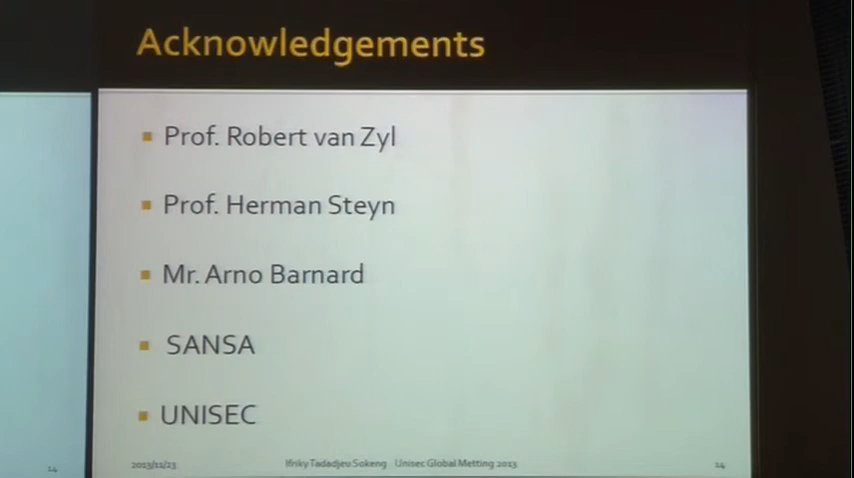 Acknowledgements
Prof. Robert van Zyl
Prof. Herman Steyn
Mr. Arno Barnard
SANSA
UNISEC
14
2013/11/23
Ifriky Tadadjeu Sokeng Unisec Global Metting 2013
14